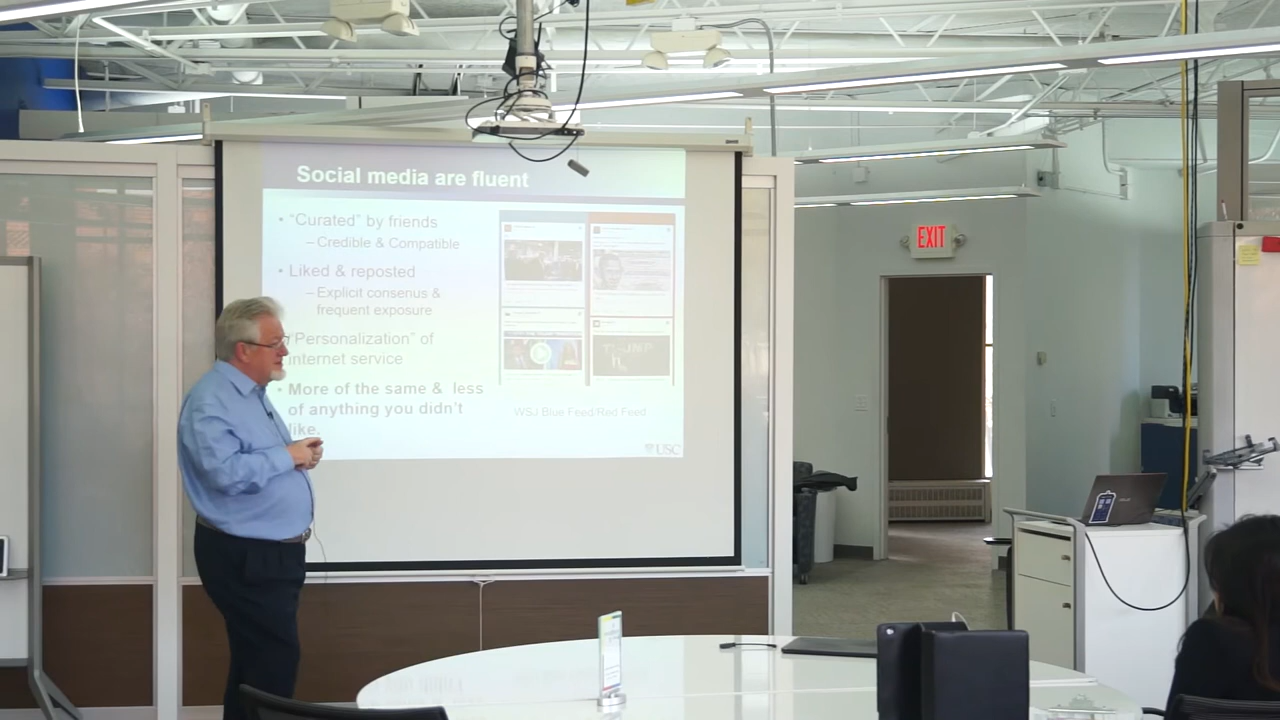 Social media are fluent
• “Curated” by friends
– Credible & Compatible
• Liked & reposted
– Explicit consenus &
frequent exposure
“Personalization” of
internet service
• More of the same & less
of anything you didn’t
like.
WSJ Blue Feed/Red Feed
USC
EXIT